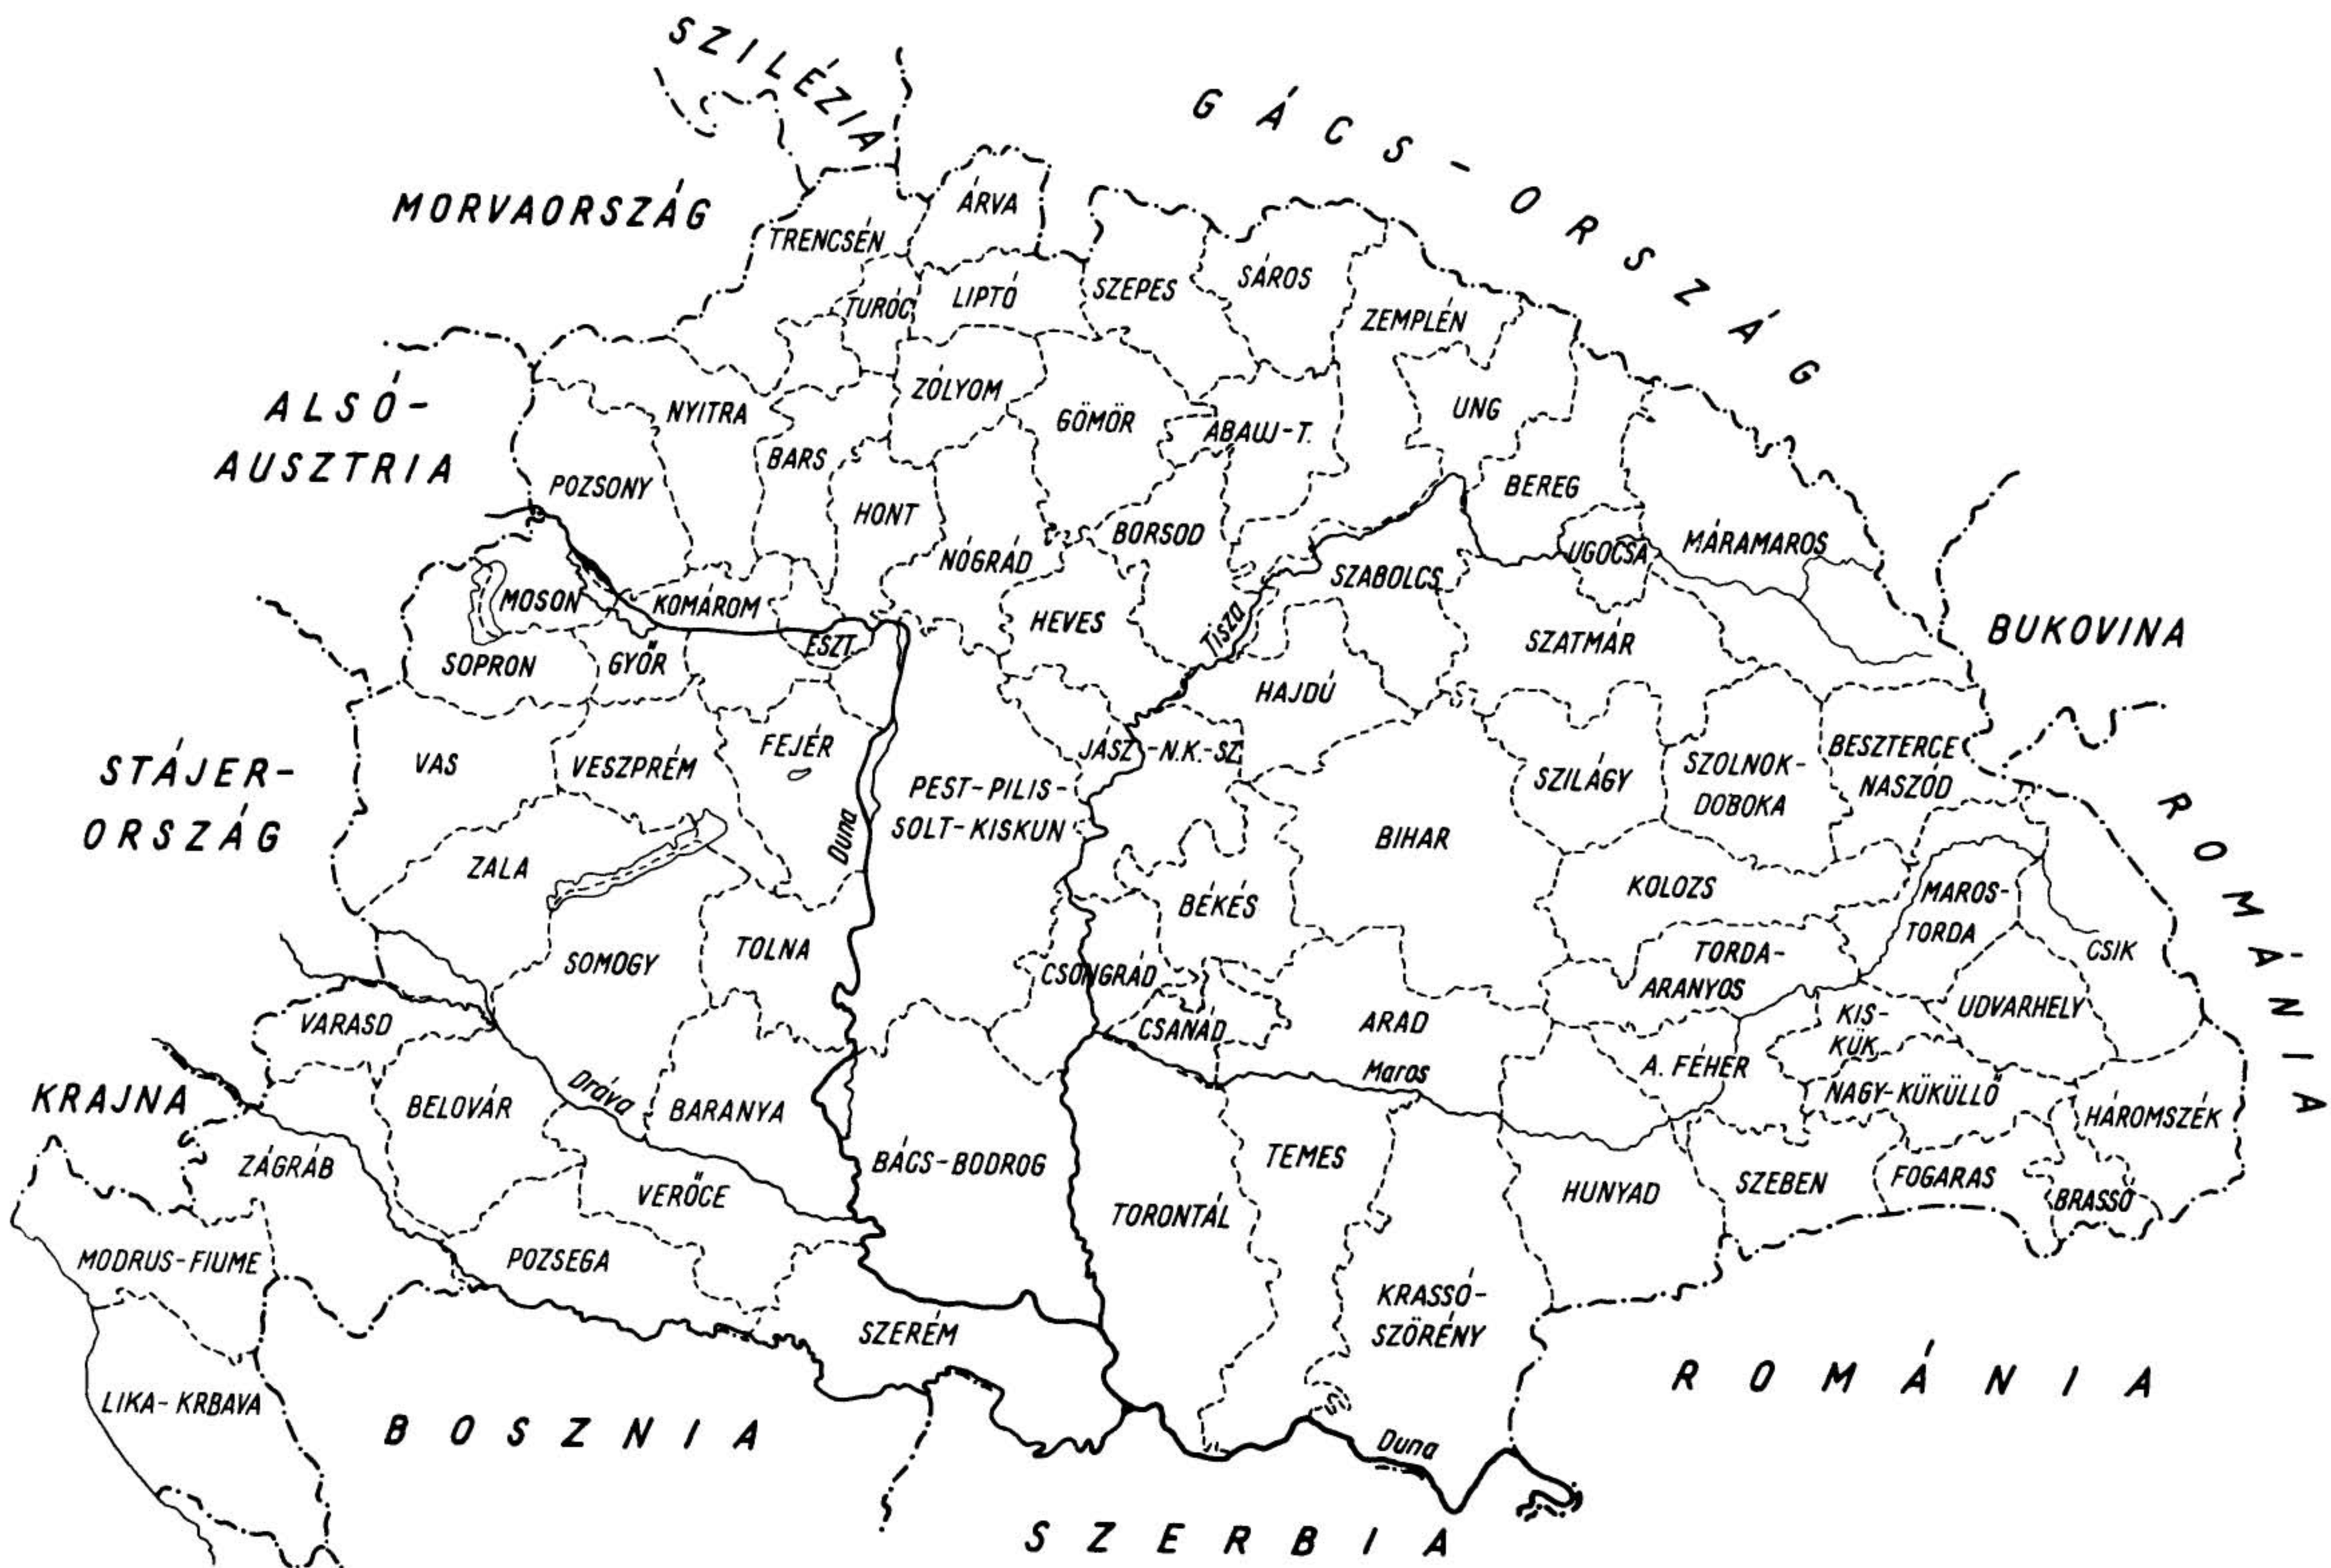 SZILÉZIA
GÁCS-ORSZÁG
MORVAORSZÁG
ÁRVA
TRENCSÉN
TURÓC
LIPTÓ
SZEPES
SÁROS
ZEMPLÉN
ALSÓ-
AUSZTRIA
NYITRA
ZÓLYOM
GÖMÖR
ABAUJ-T.
UNG
BARS
POZSONY
HONT
BEREG
NÓGRÁD
BORSOD
UGOCSA
MÁRAMAROS
MOSON
KOMÁROM
SZABOLCS
HEVES
Tisza
BUKOVINA
SOPRON
GYŐR
ESZT.
SZATMÁR
HAJDÚ
STÁJER-
ORSZÁG
VAS
VESZPRÉM
FEJÉR
JÁSZ-N.K.-SZ.
PEST-PILIS-
SOLT-KISKUN
SZILÁGY
SZOLNOK-
DOBOKA
BESZTERCE
NASZÓD
ROMÁNIA
Duna
ZALA
BIHAR
KOLOZS
MAROS-
TORDA
BÉKÉS
SOMOGY
TOLNA
CSONGRÁD
TORDA-
ARANYOS
CSIK
VARASD
CSANÁD
ARAD
KIS-
KÜK.
UDVARHELY
KRAJNA
BELOVÁR
Dráva
BARANYA
Maros
A. FÉHER
NAGY-KÜKÜLLŐ
HÁROMSZÉK
ZÁGRÁB
VERŐCE
BÁCS-BODROG
TEMES
TORONTÁL
HUNYAD
SZEBEN
FOGARAS
BRASSÓ
MODRUS-FIUME
POZSEGA
KRASSÓ-
SZÖRÉNY
SZERÉM
LIKA-KRBAVA
BOSZNIA
ROMÁNIA
Duna
SZERBIA